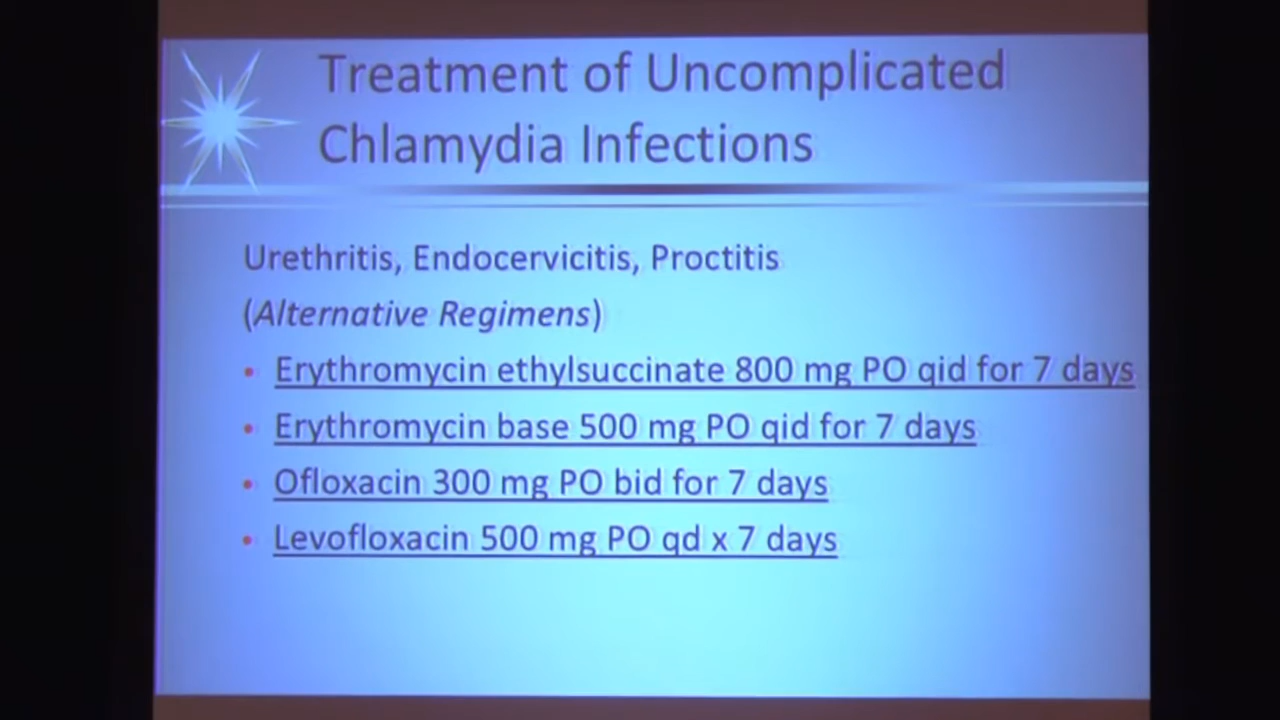 Treatment of Uncomplicated
Chlamydia Infections
Urethritis, Endocervicitis, Proctitis
(Alternative Regimens)
• Erythromycin ethylsuccinate 800 mg PO qid for 7 days
• Erythromycin base 500 mg PO qid for 7 days
• Ofloxacin 300 mg PO bid for 7 days
• Levofloxacin 500 mg PO qd x 7 days